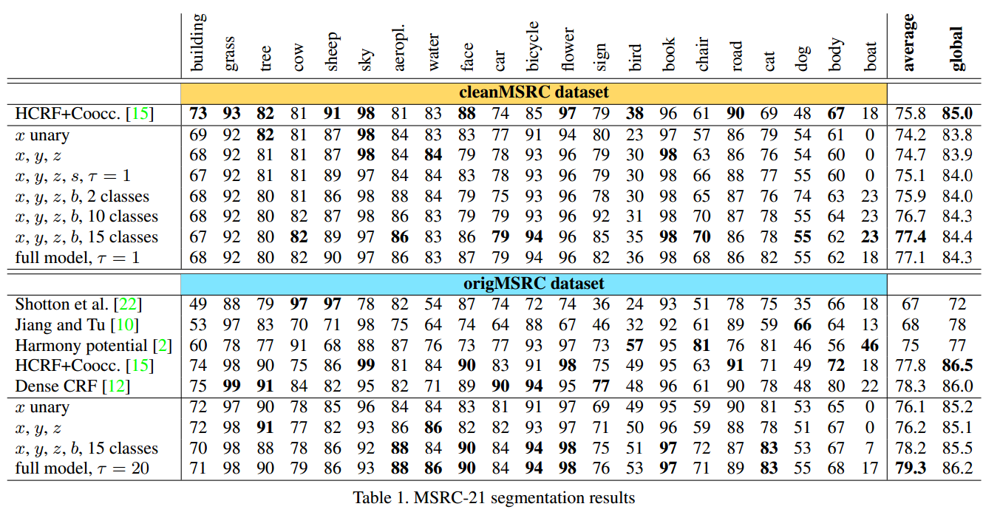 building grass tree cow sheep sky aeropl. water face car bicycle flower sign bird book chair road cat dog body boat average global
cleanMSRC dataset
HCRF+Coocc. [15] 73 93 82 81 91 98 81 83 88 74 85 97 79 38 96 61 90 69 48 67 18 75.8 85.0
x unary 69 92 82 81 87 98 84 83 83 77 91 94 80 23 97 57 86 79 54 61 0 74.2 83.8
x, y, z 68 92 81 81 87 98 84 84 79 78 93 96 79 30 98 63 86 76 54 60 0 74.7 83.9
x, y, z, s, τ = 1 67 92 81 81 89 97 84 84 83 78 93 96 79 30 98 66 88 77 55 60 0 75.1 84.0
x, y, z, b, 2 classes 68 92 80 81 86 98 88 84 79 75 93 96 78 30 98 65 87 76 74 63 23 75.9 84.0
x, y, z, b, 10 classes 68 92 80 82 87 98 86 83 79 79 93 96 92 31 98 70 87 78 55 64 23 76.7 84.3
x, y, z, b, 15 classes 67 92 80 82 89 97 86 83 86 79 94 96 85 35 98 70 86 78 55 62 23 77.4 84.4
full model, τ = 1 68 92 80 82 90 97 86 83 87 79 94 96 82 36 98 68 86 82 55 62 18 77.1 84.3
origMSRC dataset
Shotton et al. [22] 49 88 79 97 97 78 82 54 87 74 72 74 36 24 93 51 78 75 35 66 18 67 72
Jiang and Tu [10] 53 97 83 70 71 98 75 64 74 64 88 67 46 32 92 61 89 59 66 64 13 68 78
Harmony potential [2] 60 78 77 91 68 88 87 76 73 77 93 97 73 57 95 81 76 81 46 56 46 75 77
HCRF+Coocc. [15] 74 98 90 75 86 99 81 84 90 83 91 98 75 49 95 63 91 71 49 72 18 77.8 86.5
Dense CRF [12] 75 99 91 84 82 95 82 71 89 90 94 95 77 48 96 61 90 78 48 80 22 78.3 86.0
x unary 72 97 90 78 85 96 84 84 83 81 91 97 69 49 95 59 90 81 53 65 0 76.1 85.2
x, y, z 72 98 91 77 82 93 86 86 82 82 93 97 71 50 96 59 88 78 51 67 0 76.2 85.1
x, y, z, b, 15 classes 70 98 88 78 86 92 88 84 90 84 94 98 75 51 97 72 87 83 53 67 7 78.2 85.5
full model, τ = 20 71 98 90 79 86 93 88 86 90 84 94 98 76 53 97 71 89 83 55 68 17 79.3 86.2
Table 1. MSRC-21 segmentation results